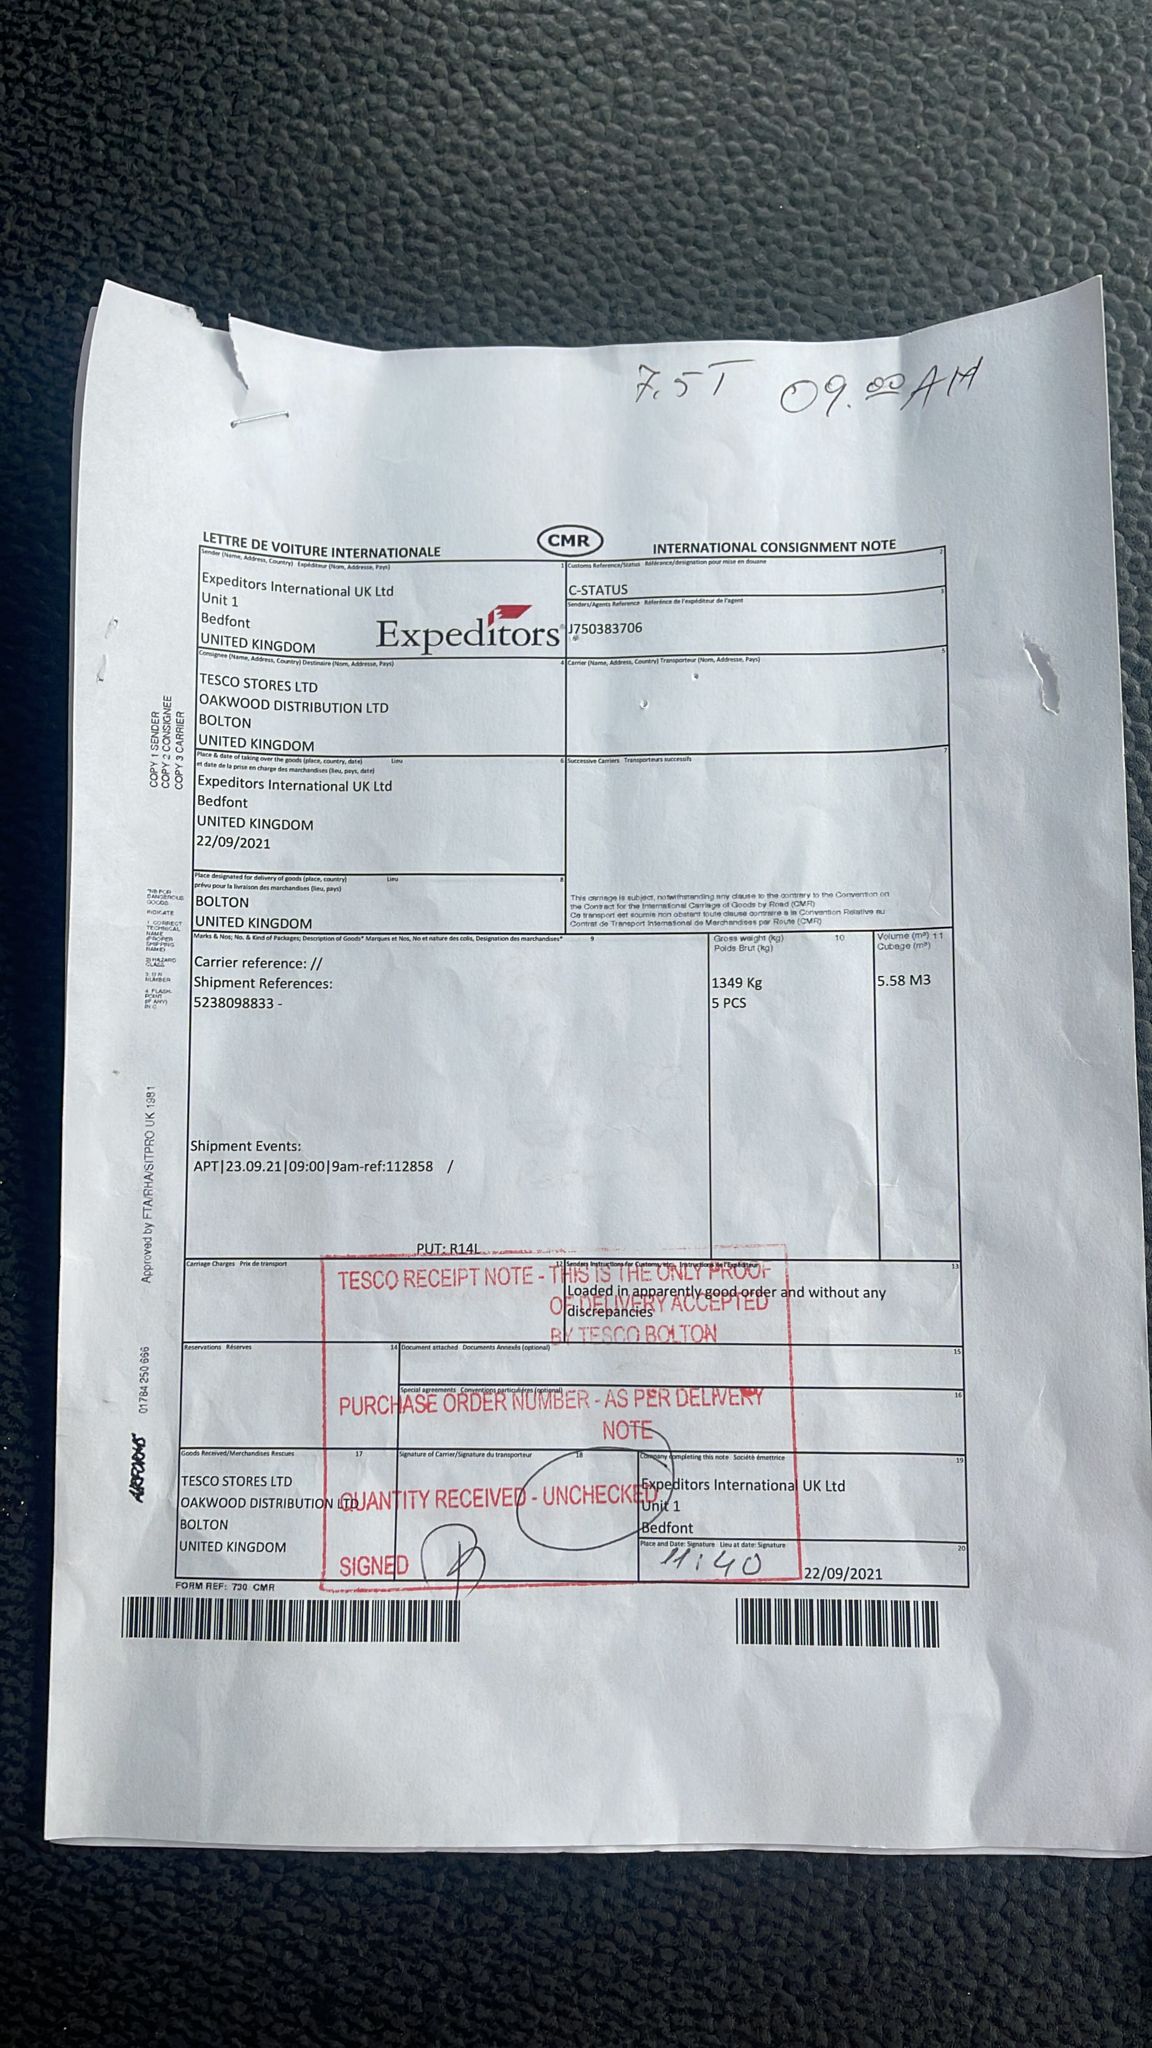 7.5T 09.00 AM
LETTRE DE VOITURE INTERNATIONALE
CMR
INTERNATIONAL CONSIGNMENT NOTE
Sender (Name, Address, Country) Expéditeur (Nom, Addresse, Pays) 1
Expeditors International UK Ltd
Unit 1
Bedfont
UNITED KINGDOM
Expeditors
Customs Reference/Status Référence/designation pour mise en douane 2
C-STATUS
Senders/Agents Reference Référence de l'expéditeur de l'agent 3
J750383706
Consignee (Name, Address, Country) Destinaire (Nom, Addresse, Pays) 4
TESCO STORES LTD
OAKWOOD DISTRIBUTION LTD
BOLTON
UNITED KINGDOM
Carrier (Name, Address, Country) Transporteur (Nom, Addresse, Pays) 5
Place & date of taking over the goods (place, country, date) Lieu 6
et date de la prise en charge des marchandises (lieu, pays, date)
Expeditors International UK Ltd
Bedfont
UNITED KINGDOM
22/09/2021
Successive Carriers Transporteurs successifs 7
Place designated for delivery of goods (place, country) Lieu 8
prévu pour la livraison des marchandises (lieu, pays)
BOLTON
UNITED KINGDOM
This carriage is subject, notwithstanding any clause to the contrary to the Convention on
the Contract for the International Carriage of Goods by Road (CMR)
Ce transport est soumis non obstant toute clause contraire a la Convention Relative au
Contrat de Transport International de Marchandises par Route (CMR)
Marks & Nos; No, & Kind of Packages; Description of Goods* Marques et Nos, No et nature des colis, Designation des marchandises* 9
Gross weight (kg) 10
Poids Brut (kg)
Volume (m³) 11
Cubage (m³)
Carrier reference: //
Shipment References:
5238098833 -
1349 Kg
5 PCS
5.58 M3
Shipment Events:
APT|23.09.21|09:00|9am-ref:112858 /
PUT: R14L
Carriage Charges Prix de transport 12
Senders Instructions for Customs, etc. Instructions de l'Expéditeur 13
Loaded in apparently good order and without any
discrepancies
TESCO RECEIPT NOTE - THIS IS THE ONLY PROOF
OF DELIVERY ACCEPTED
BY TESCO BOLTON
Reservations Réserves 14
Document attached Documents Annexés (optional) 15
Special agreements Conventions particulières (optional) 16
PURCHASE ORDER NUMBER - AS PER DELIVERY
NOTE
Goods Received/Merchandises Rescues 17
TESCO STORES LTD
OAKWOOD DISTRIBUTION LTD
BOLTON
UNITED KINGDOM
Signature of Carrier/Signature du transporteur 18
QUANTITY RECEIVED - UNCHECKED
SIGNED
Company completing this note Société émettrice 19
Expeditors International UK Ltd
Unit 1
Bedfont
Place and Date: Signature Lieu at date: Signature 20
11:40
22/09/2021
FORM REF: 730 CMR
COPY 1 SENDER
COPY 2 CONSIGNEE
COPY 3 CARRIER
*NB FOR
DANGEROUS
GOODS
INDICATE
1. CORRECT
TECHNICAL
NAME
(PROPER
SHIPPING
NAME)
2) HAZARD
CLASS
3. U N
NUMBER
4. FLASH-
POINT
(IF ANY)
IN C
Approved by FTA/RHA/SITPRO UK 1981
01784 250 666
AIRFORMS